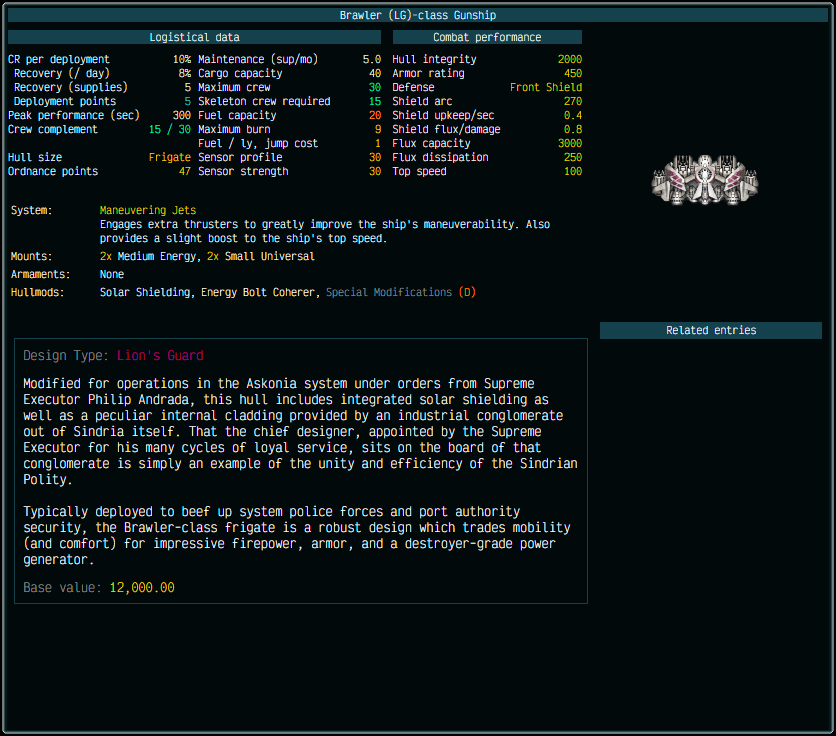 Brawler (LG)-class Gunship
Logistical data
Combat performance
CR per deployment 10% Maintenance (sup/mo) 5.0 Hull integrity 2000
Recovery (/ day) 8% Cargo capacity 40 Armor rating 450
Recovery (supplies) 5 Maximum crew 30 Defense Front Shield
Deployment points 5 Skeleton crew required 15 Shield arc 270
Peak performance (sec) 300 Fuel capacity 20 Shield upkeep/sec 0.4
Crew complement 15 / 30 Maximum burn 9 Shield flux/damage 0.8
Fuel / ly, jump cost 1 Flux capacity 3000
Hull size Frigate Sensor profile 30 Flux dissipation 250
Ordnance points 47 Sensor strength 30 Top speed 100
System: Maneuvering Jets
Engages extra thrusters to greatly improve the ship's maneuverability. Also
provides a slight boost to the ship's top speed.
Mounts: 2x Medium Energy, 2x Small Universal
Armaments: None
Hullmods: Solar Shielding, Energy Bolt Coherer, Special Modifications (D)
Related entries
Design Type: Lion's Guard
Modified for operations in the Askonia system under orders from Supreme
Executor Philip Andrada, this hull includes integrated solar shielding as
well as a peculiar internal cladding provided by an industrial conglomerate
out of Sindria itself. That the chief designer, appointed by the Supreme
Executor for his many cycles of loyal service, sits on the board of that
conglomerate is simply an example of the unity and efficiency of the Sindrian
Polity.
Typically deployed to beef up system police forces and port authority
security, the Brawler-class frigate is a robust design which trades mobility
(and comfort) for impressive firepower, armor, and a destroyer-grade power
generator.
Base value: 12,000.00